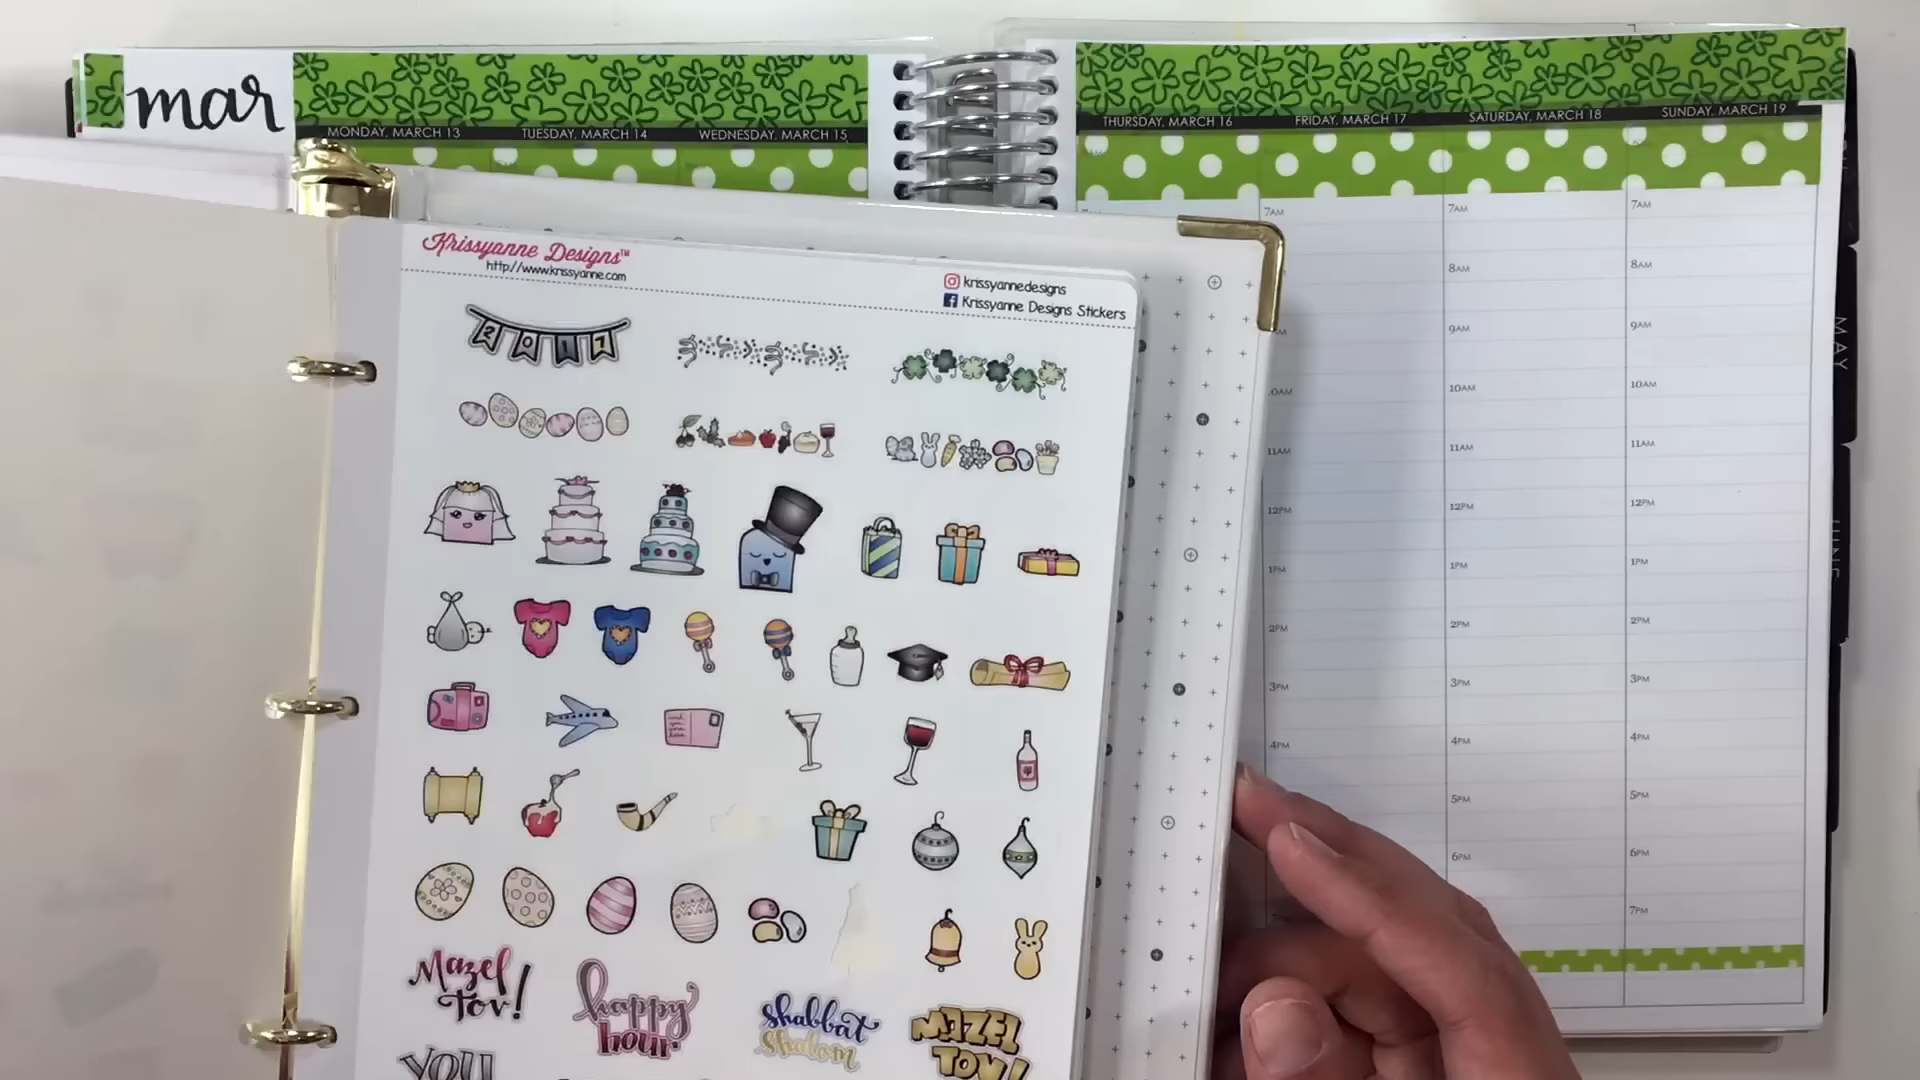 mar
MONDAY, MARCH 13
TUESDAY, MARCH 14
WEDNESDAY, MARCH 15
THURSDAY, MARCH 16
FRIDAY, MARCH 17
SATURDAY, MARCH 18
SUNDAY, MARCH 19
Krissyanne Designs™
http//www.krissyanne.com
krissyannedesigns
Krissyanne Designs Stickers
2017
Mazel
Tov!
happy
hour
shabbat
shalom
MAZEL
TOV!
YOU
7AM
10AM
11AM
12PM
1PM
2PM
3PM
4PM
7AM
8AM
9AM
10AM
11AM
12PM
1PM
2PM
3PM
4PM
5PM
6PM
7AM
8AM
9AM
10AM
11AM
12PM
1PM
2PM
3PM
4PM
5PM
6PM
7PM
MAY
JUNE